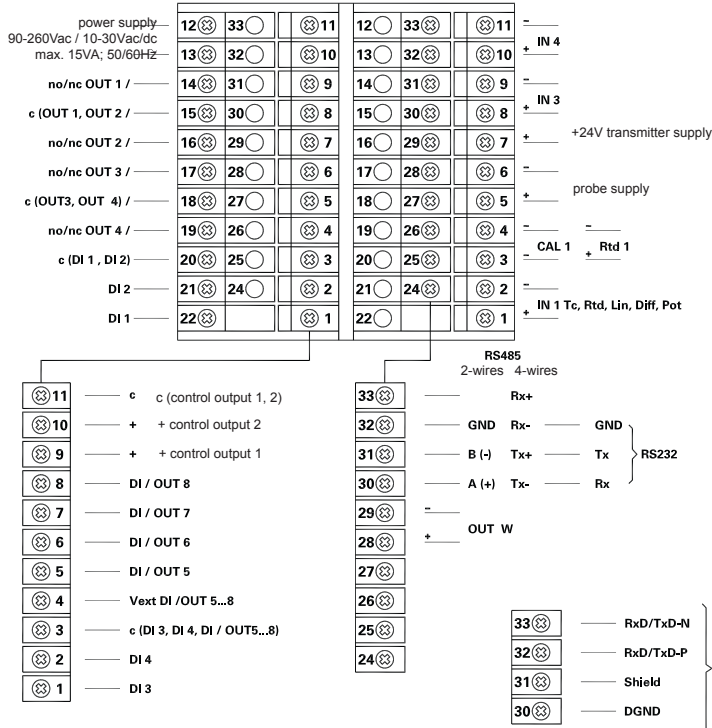 power supply 12 33 11 12 33 11 -
90-260Vac / 10-30Vac/dc IN 4
max. 15VA; 50/60Hz 13 32 10 13 32 10 +
no/nc OUT 1 / 14 31 9 14 31 9 -
IN 3
c (OUT 1, OUT 2 / 15 30 8 15 30 8 +
no/nc OUT 2 / 16 29 7 16 29 7 + +24V transmitter supply
no/nc OUT 3 / 17 28 6 17 28 6 -
probe supply
c (OUT3, OUT 4) / 18 27 5 18 27 5 +
no/nc OUT 4 / 19 26 4 19 26 4 - -
CAL 1 Rtd 1
c (DI 1 , DI 2) 20 25 3 20 25 3 - +
DI 2 21 24 2 21 24 2 -
IN 1 Tc, Rtd, Lin, Diff, Pot
DI 1 22 1 22 1 +
11 c c (control output 1, 2)
10 + + control output 2
9 + + control output 1
8 DI / OUT 8
7 DI / OUT 7
6 DI / OUT 6
5 DI / OUT 5
4 Vext DI /OUT 5...8
3 c (DI 3, DI 4, DI / OUT5...8)
2 DI 4
1 DI 3
RS485
2-wires 4-wires
33 Rx+
32 GND Rx- GND
31 B (-) Tx+ Tx RS232
30 A (+) Tx- Rx
29 -
OUT W
28 +
27
26
25
24
33 RxD/TxD-N
32 RxD/TxD-P
31 Shield
30 DGND